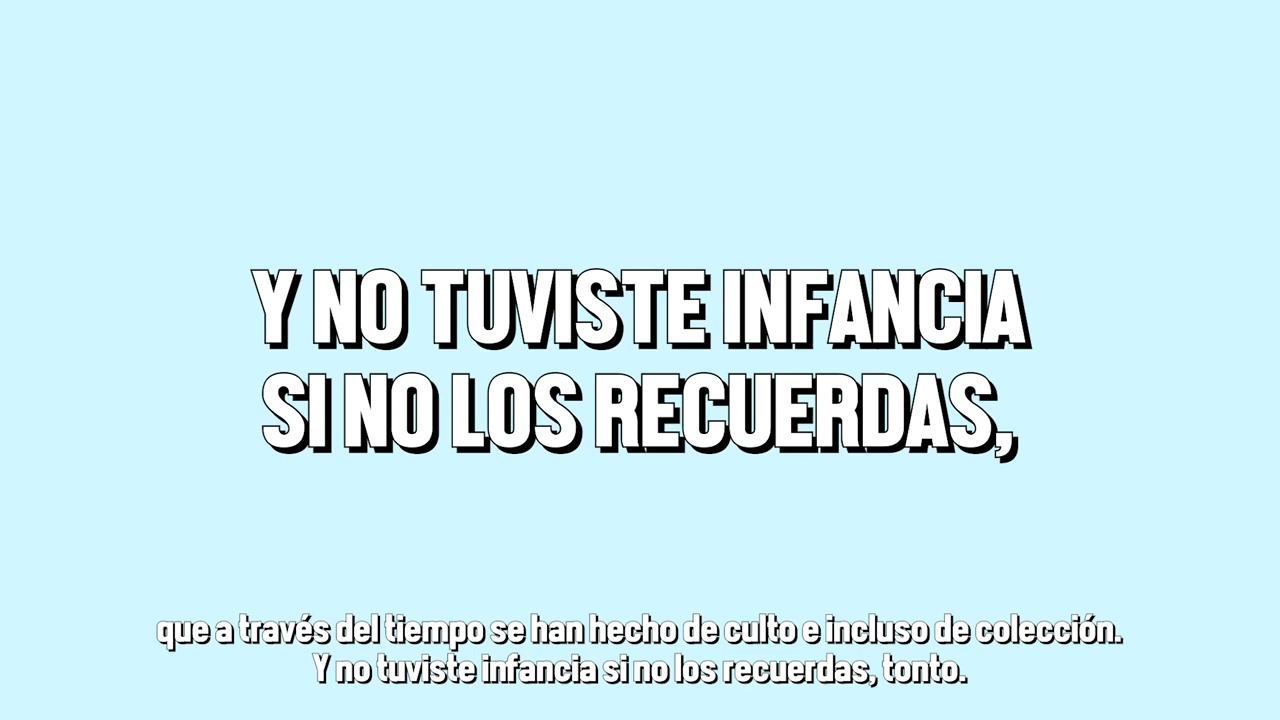 Y NO TUVISTE INFANCIA
SI NO LOS RECUERDAS,
que a través del tiempo se han hecho de culto e incluso de colección.
Y no tuviste infancia si no los recuerdas, tonto.